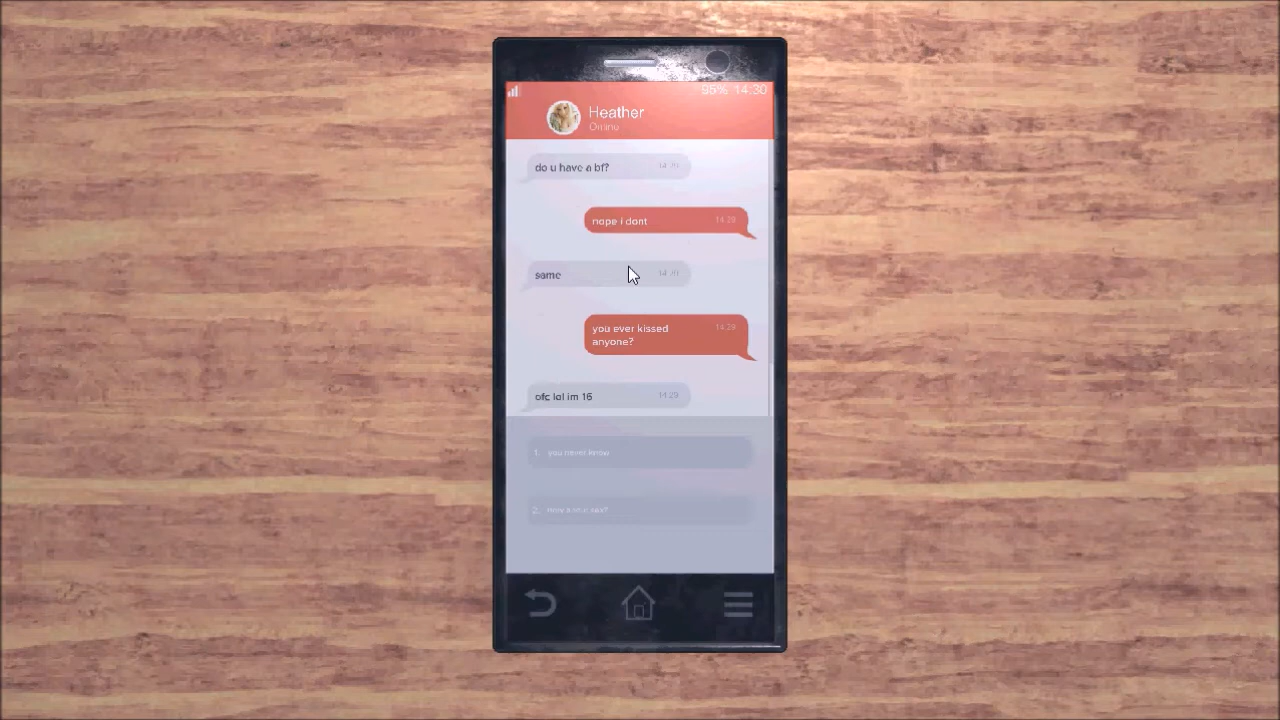 95% 14:30
Heather
do u have a bf?
nope i dont 14:29
same
you ever kissed 14:29
anyone?
ofc lol im 16 14:29
1. you never know
2.